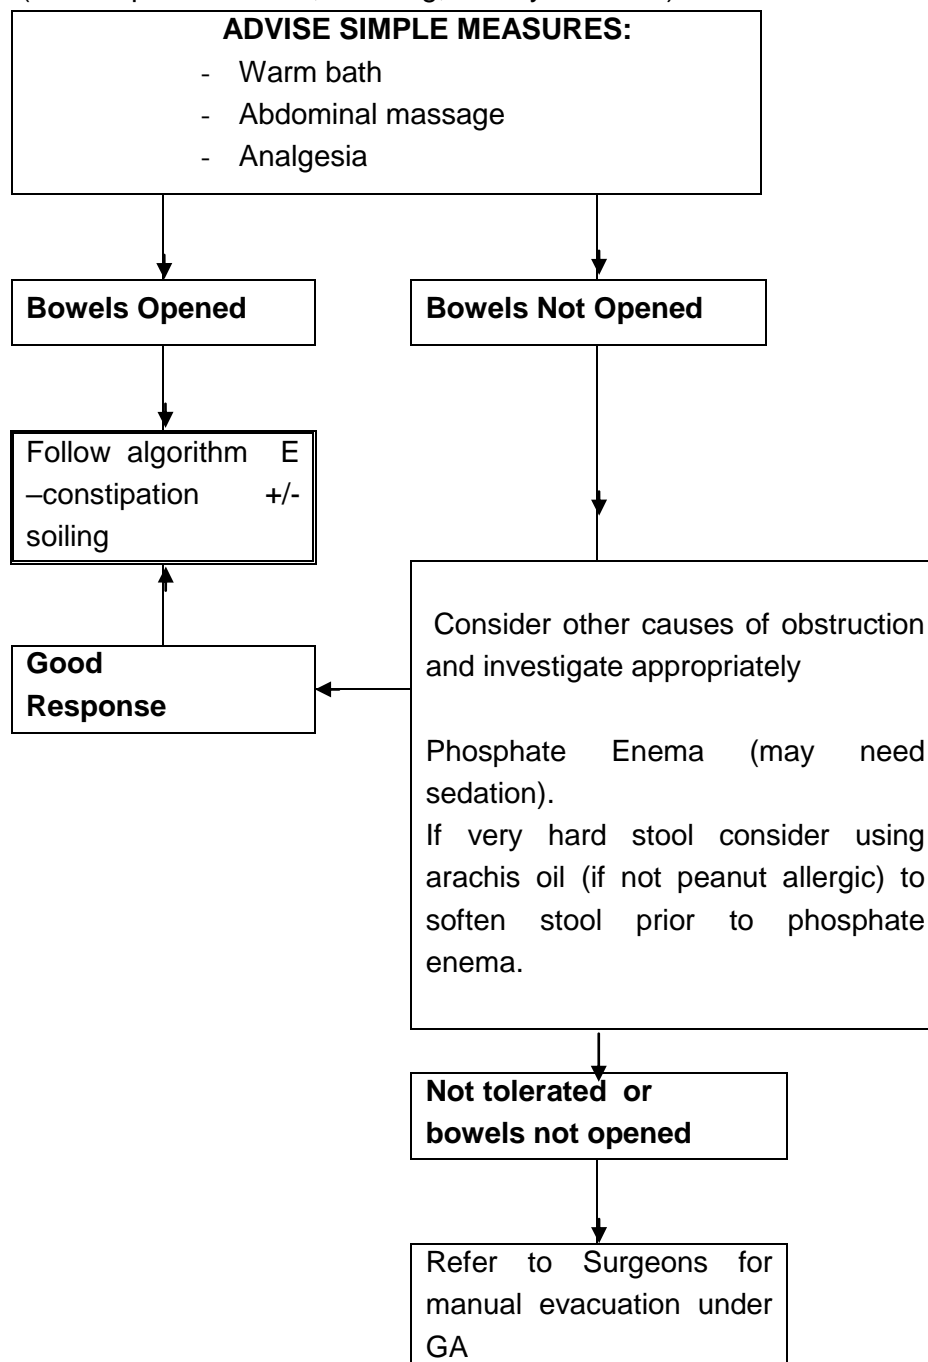 ADVISE SIMPLE MEASURES:
- Warm bath
- Abdominal massage
- Analgesia
Bowels Opened
Bowels Not Opened
Follow algorithm E
–constipation +/-
soiling
Good
Response
Consider other causes of obstruction
and investigate appropriately
Phosphate Enema (may need
sedation).
If very hard stool consider using
arachis oil (if not peanut allergic) to
soften stool prior to phosphate
enema.
Not tolerated or
bowels not opened
Refer to Surgeons for
manual evacuation under
GA